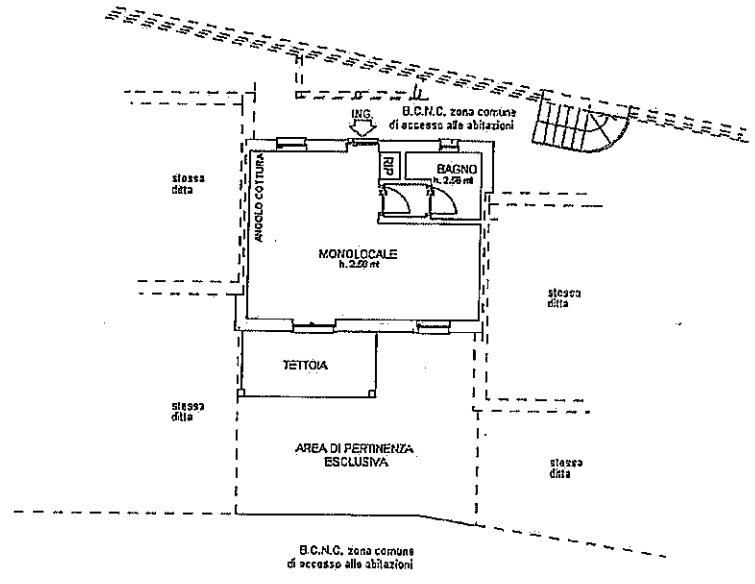 ING.
B.C.N.C. zona comune
di accesso alle abitazioni
RIP
BAGNO
h. 2.58 mt
stessa
ditta
ANGOLO COTTURA
MONOLOCALE
h. 2.58 mt
stessa
ditta
TETTOIA
stessa
ditta
AREA DI PERTINENZA
ESCLUSIVA
stessa
ditta
B.C.N.C. zona comune
di accesso alle abitazioni